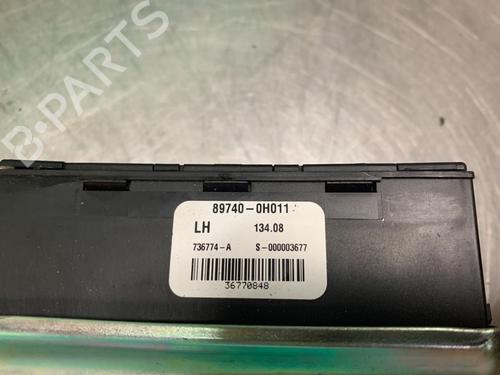 B-PARTS
89740-0H011
LH 134.08
736774-A S-000003677
36770848